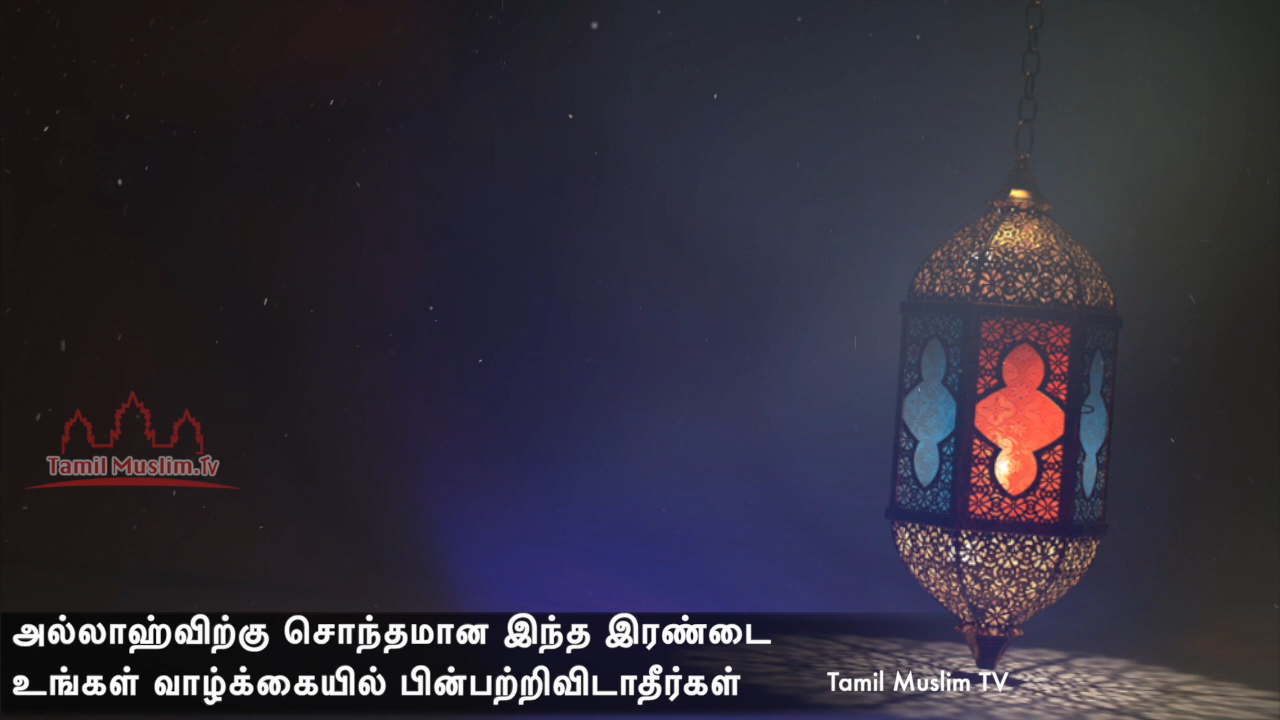 Tamil Muslim.Tv
அல்லாஹ்விற்கு சொந்தமான இந்த இரண்டை
உங்கள் வாழ்க்கையில் பின்பற்றிவிடாதீர்கள்
Tamil Muslim TV